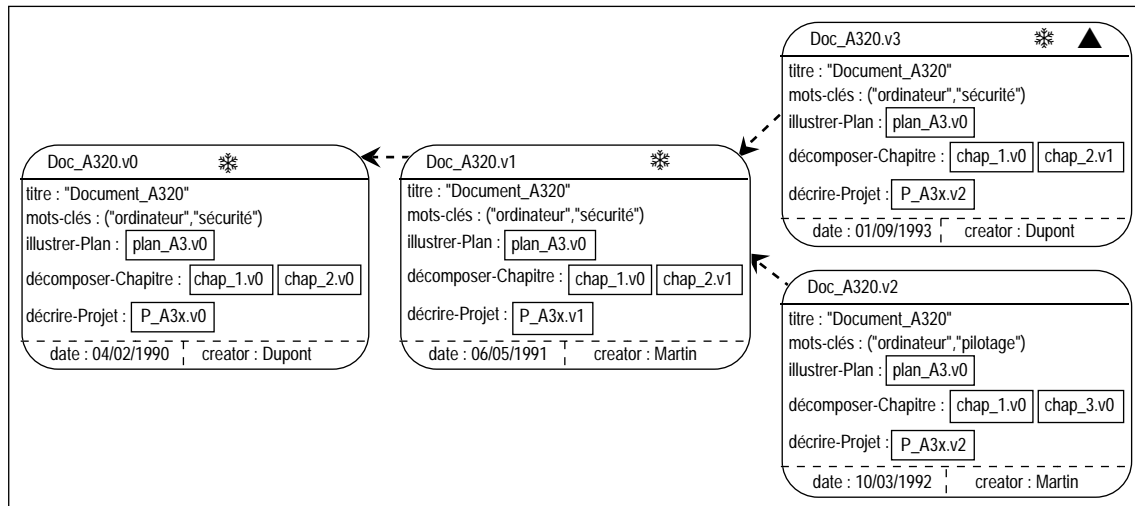 Doc_A320.v0
titre : "Document_A320"
mots-clés : ("ordinateur","sécurité")
illustrer-Plan : plan_A3.v0
décomposer-Chapitre : chap_1.v0 chap_2.v0
décrire-Projet : P_A3x.v0
date : 04/02/1990 creator : Dupont
Doc_A320.v1
titre : "Document_A320"
mots-clés : ("ordinateur","sécurité")
illustrer-Plan : plan_A3.v0
décomposer-Chapitre : chap_1.v0 chap_2.v1
décrire-Projet : P_A3x.v1
date : 06/05/1991 creator : Martin
Doc_A320.v3
titre : "Document_A320"
mots-clés : ("ordinateur","sécurité")
illustrer-Plan : plan_A3.v0
décomposer-Chapitre : chap_1.v0 chap_2.v1
décrire-Projet : P_A3x.v2
date : 01/09/1993 creator : Dupont
Doc_A320.v2
titre : "Document_A320"
mots-clés : ("ordinateur","pilotage")
illustrer-Plan : plan_A3.v0
décomposer-Chapitre : chap_1.v0 chap_3.v0
décrire-Projet : P_A3x.v2
date : 10/03/1992 creator : Martin